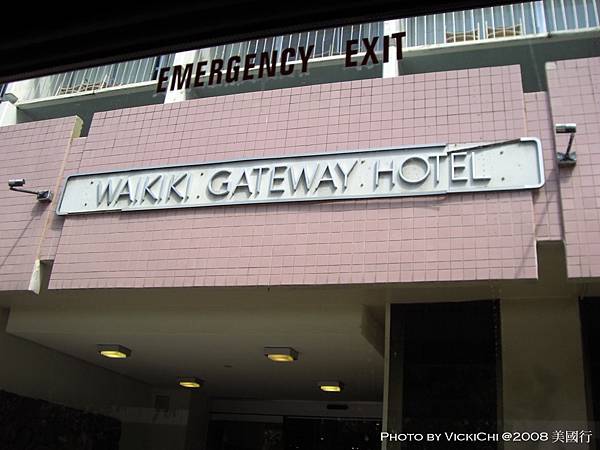 EMERGENCY EXIT
WAIKIKI GATEWAY HOTEL
PHOTO BY VICKICHI @2008 美國行